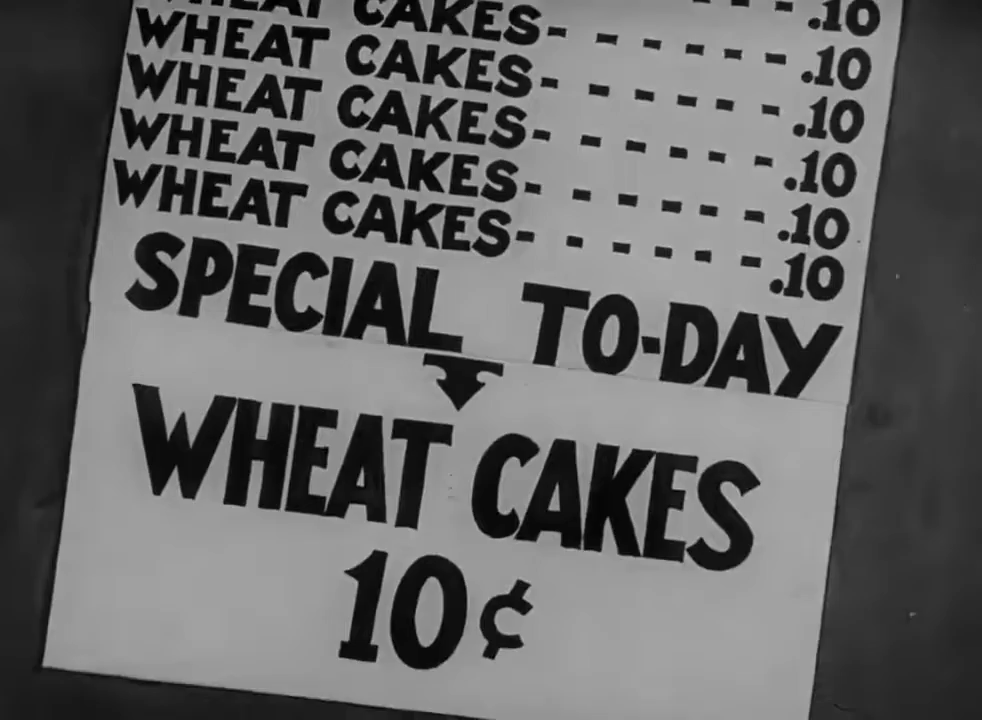 WHEAT CAKES- - - - - - .10
WHEAT CAKES- - - - - - .10
WHEAT CAKES- - - - - - .10
WHEAT CAKES- - - - - - .10
WHEAT CAKES- - - - - - .10
.10
SPECIAL TO-DAY
WHEAT CAKES
10¢